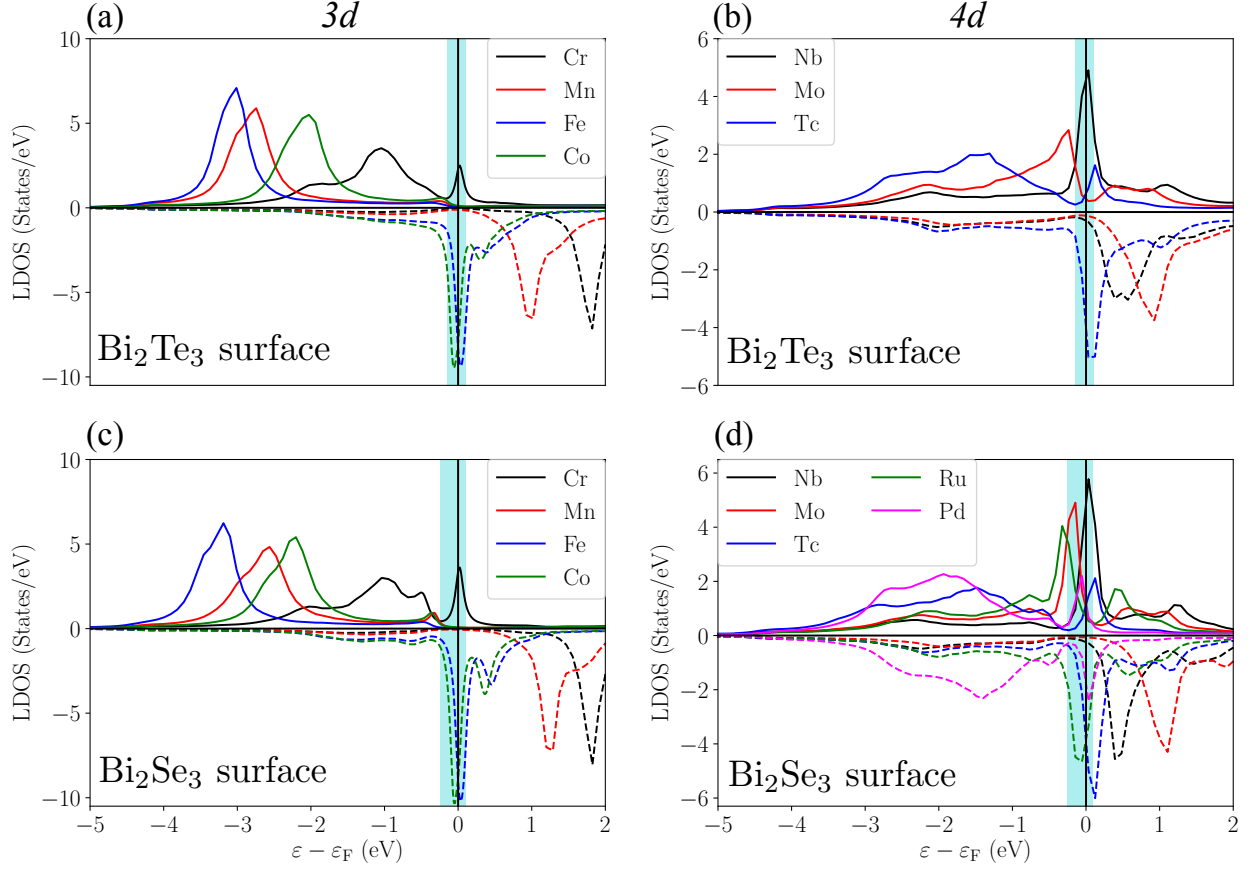 (a) 3d
10
5
0
−5
−10
LDOS (States/eV)
Cr
Mn
Fe
Co
Bi₂Te₃ surface
(b) 4d
6
4
2
0
−2
−4
−6
LDOS (States/eV)
Nb
Mo
Tc
Bi₂Te₃ surface
(c)
10
5
0
−5
−10
LDOS (States/eV)
Cr
Mn
Fe
Co
Bi₂Se₃ surface
−5 −4 −3 −2 −1 0 1 2
ε − ε_F (eV)
(d)
6
4
2
0
−2
−4
−6
LDOS (States/eV)
Nb Ru
Mo Pd
Tc
Bi₂Se₃ surface
−5 −4 −3 −2 −1 0 1 2
ε − ε_F (eV)